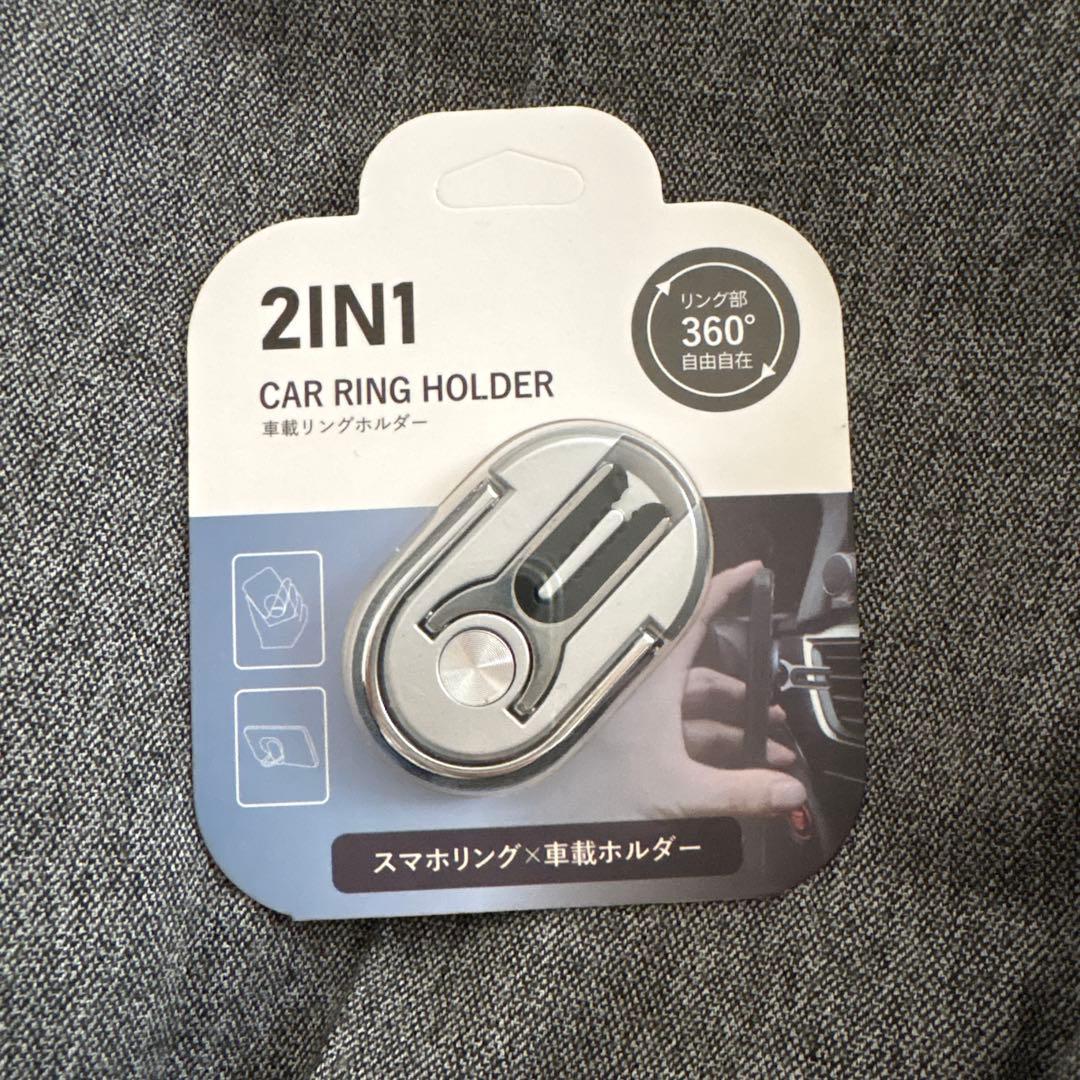 2IN1
CAR RING HOLDER
車載リングホルダー
リング部
360°
自由自在
スマホリング×車載ホルダー